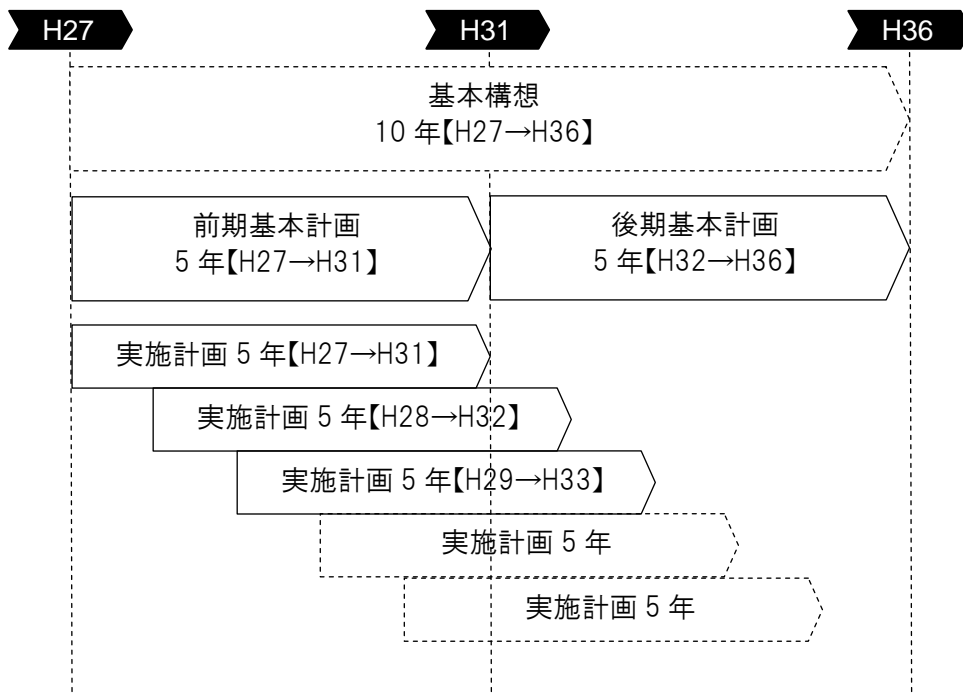 H27
H31
H36
基本構想
10 年【H27→H36】
前期基本計画
5 年【H27→H31】
後期基本計画
5 年【H32→H36】
実施計画 5 年【H27→H31】
実施計画 5 年【H28→H32】
実施計画 5 年【H29→H33】
実施計画 5 年
実施計画 5 年